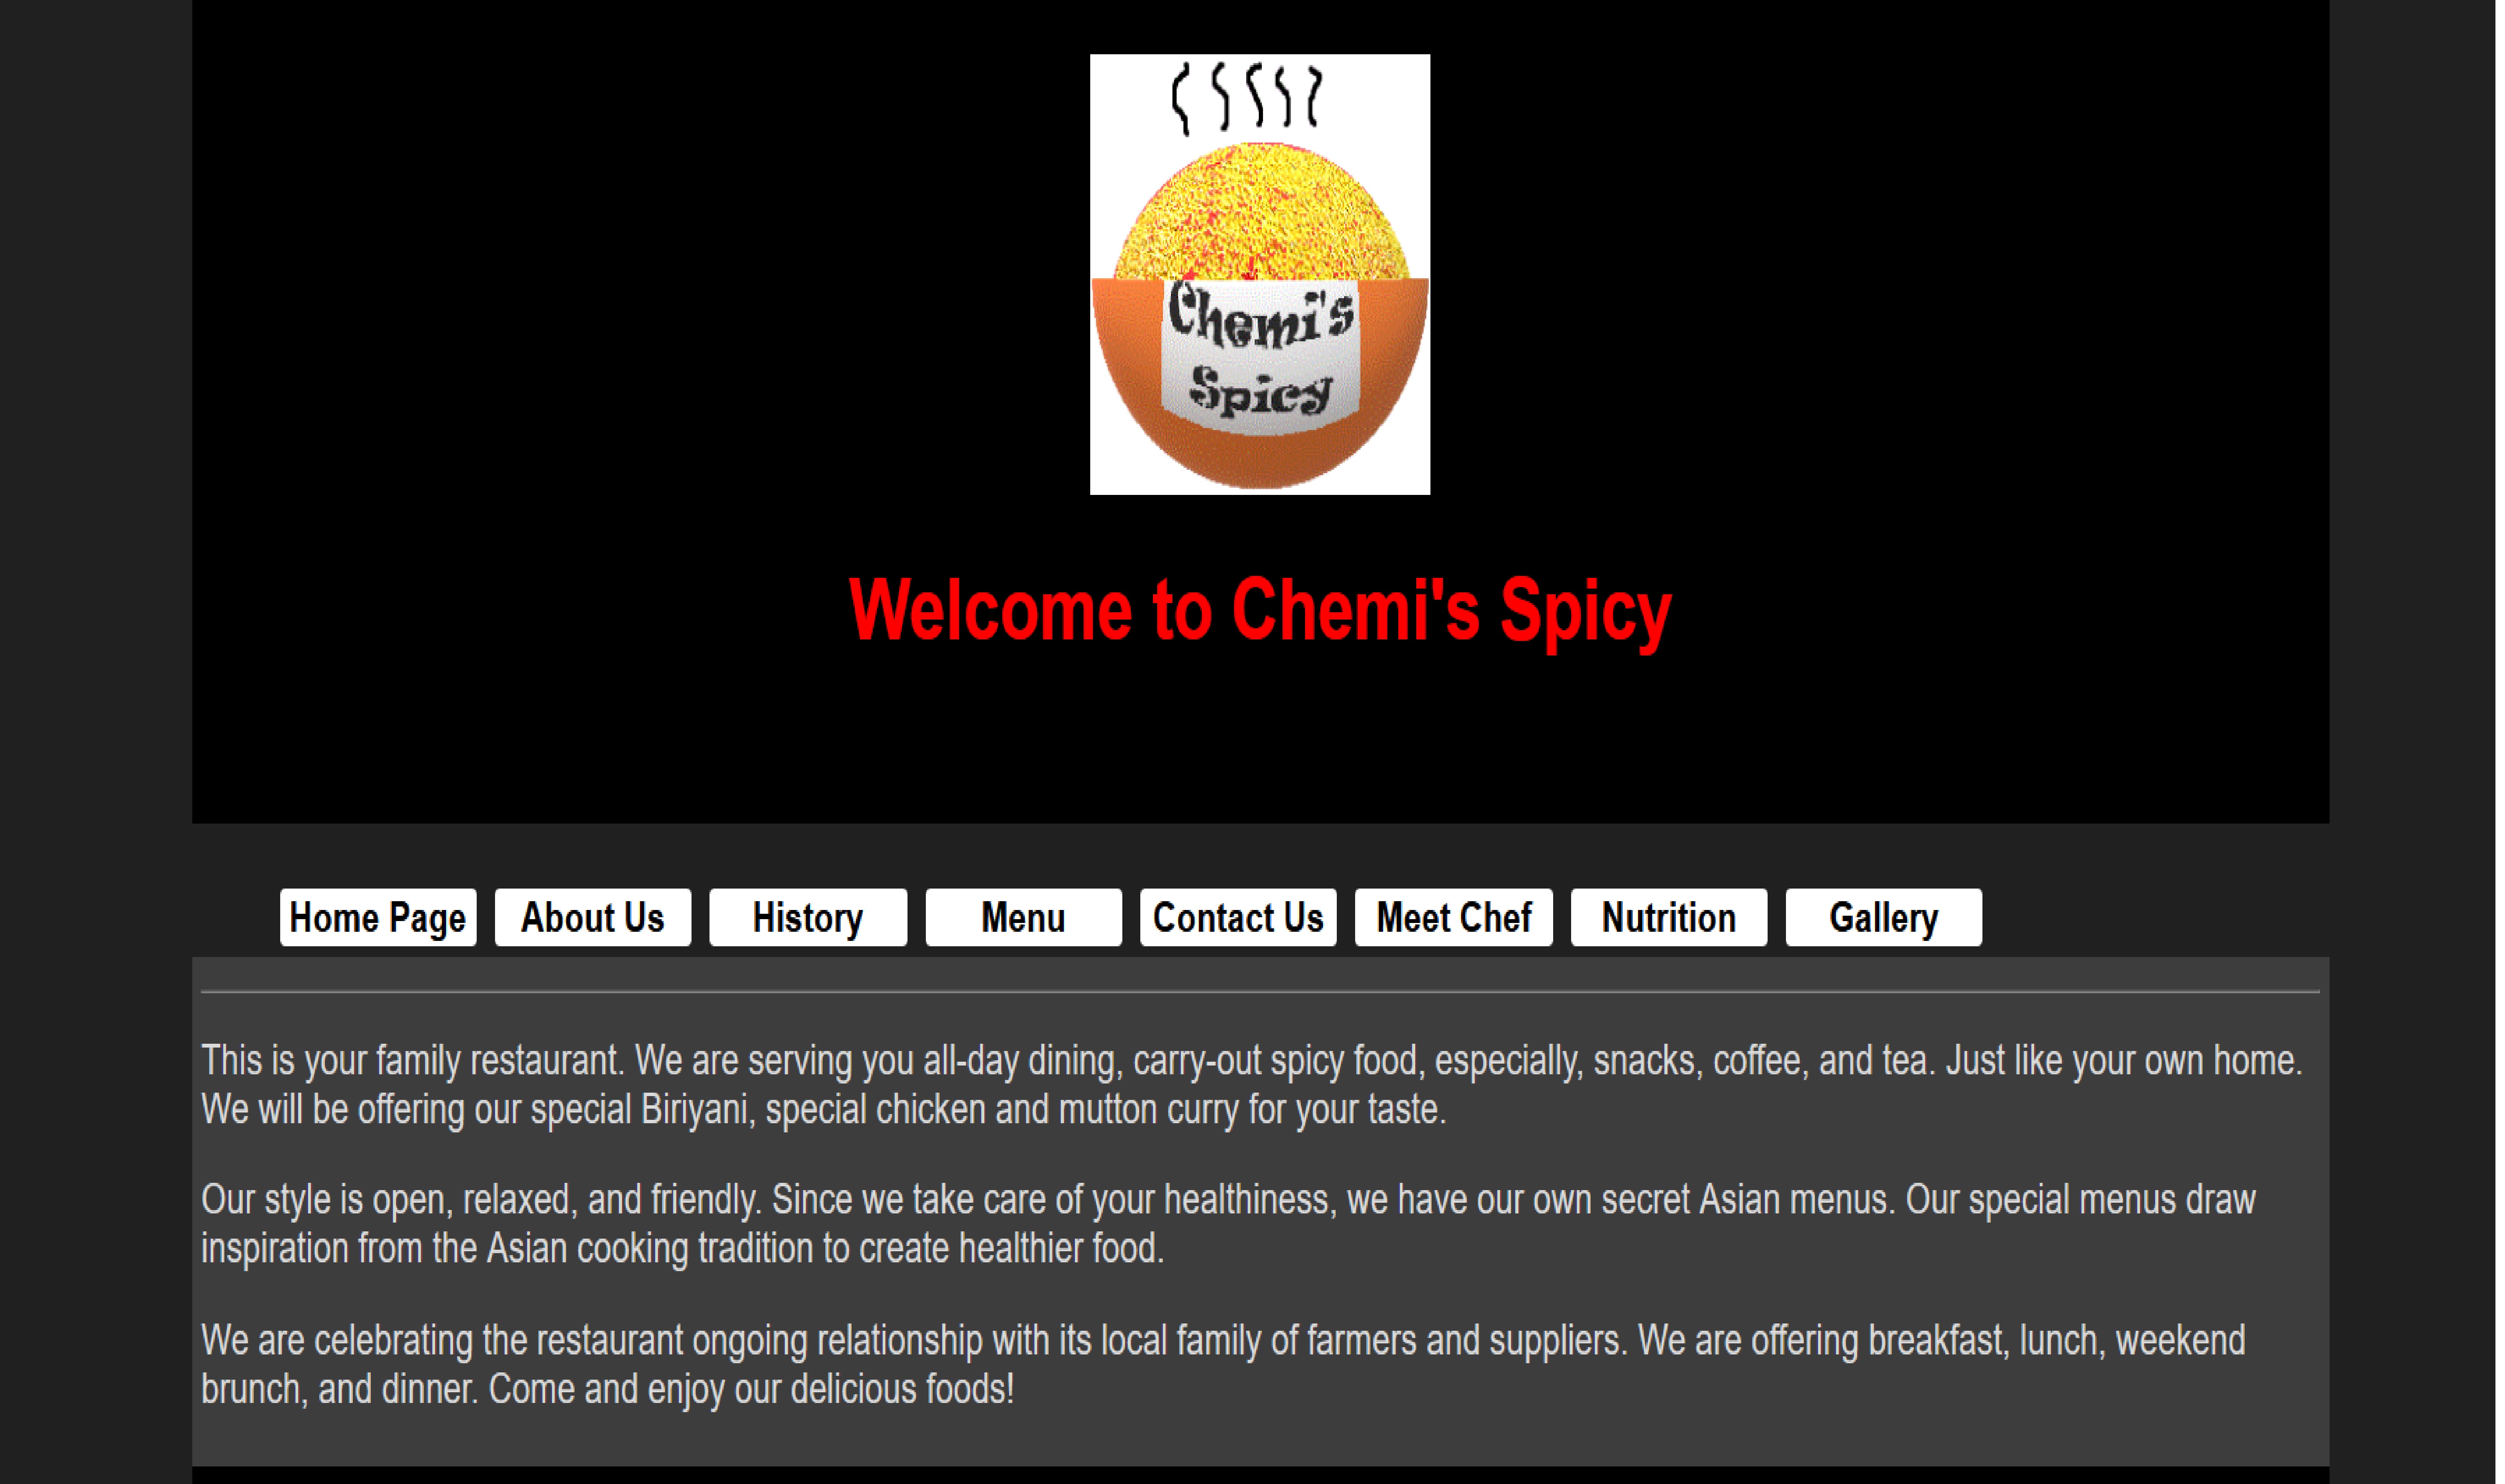 Chemi's
Spicy
Welcome to Chemi's Spicy
Home Page About Us History Menu Contact Us Meet Chef Nutrition Gallery
This is your family restaurant. We are serving you all-day dining, carry-out spicy food, especially, snacks, coffee, and tea. Just like your own home.
We will be offering our special Biriyani, special chicken and mutton curry for your taste.
Our style is open, relaxed, and friendly. Since we take care of your healthiness, we have our own secret Asian menus. Our special menus draw
inspiration from the Asian cooking tradition to create healthier food.
We are celebrating the restaurant ongoing relationship with its local family of farmers and suppliers. We are offering breakfast, lunch, weekend
brunch, and dinner. Come and enjoy our delicious foods!